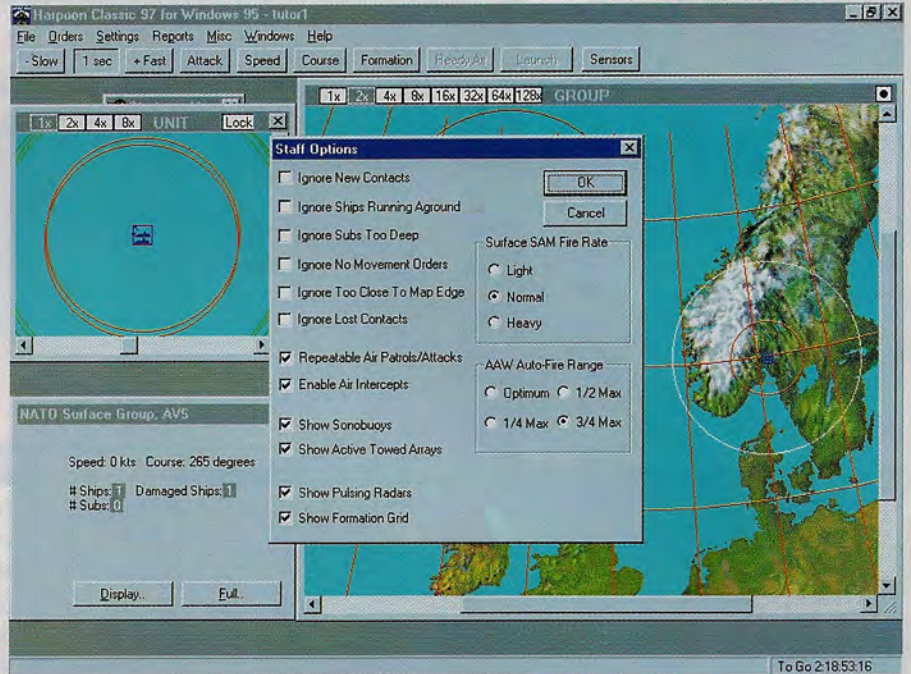 Harpoon Classic 97 for Windows 95 - tutor1
File Orders Settings Reports Misc Windows Help
- Slow 1 sec + Fast Attack Speed Course Formation Ready Air Launch Sensors
1x 2x 4x 8x 16x 32x 64x 128x GROUP
1x 2x 4x 8x UNIT Lock
Staff Options
Ignore New Contacts
OK
Ignore Ships Running Aground
Cancel
Ignore Subs Too Deep
Surface SAM Fire Rate
Ignore No Movement Orders
Light
Ignore Too Close To Map Edge
Normal
Ignore Lost Contacts
Heavy
Repeatable Air Patrols/Attacks
AAW Auto-Fire Range
Enable Air Intercepts
Optimum 1/2 Max
Show Sonobuoys
1/4 Max 3/4 Max
Show Active Towed Arrays
Show Pulsing Radars
Show Formation Grid
NATO Surface Group, AVS
Speed: 0 kts Course: 265 degrees
# Ships: 1 Damaged Ships: 1
# Subs: 0
Display.. Full..
To Go 2:18:53:16